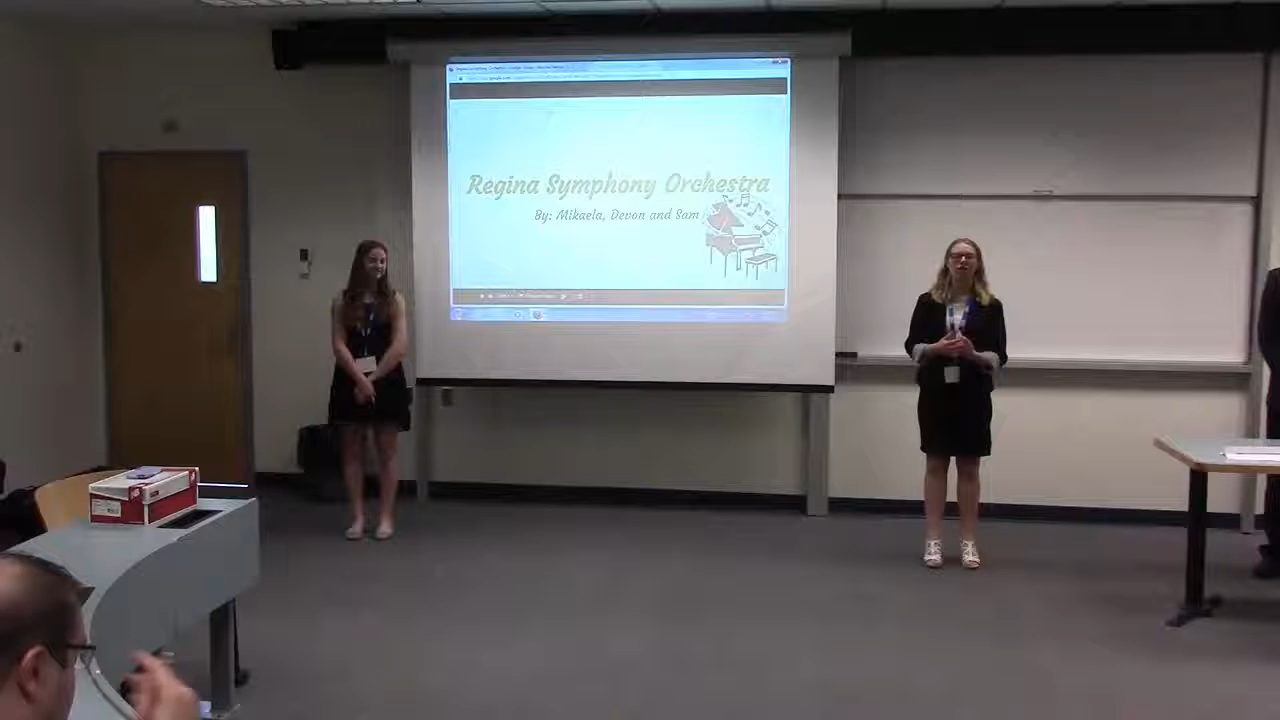 Regina Symphony Orchestra
By: Mikaela, Devon and Sam